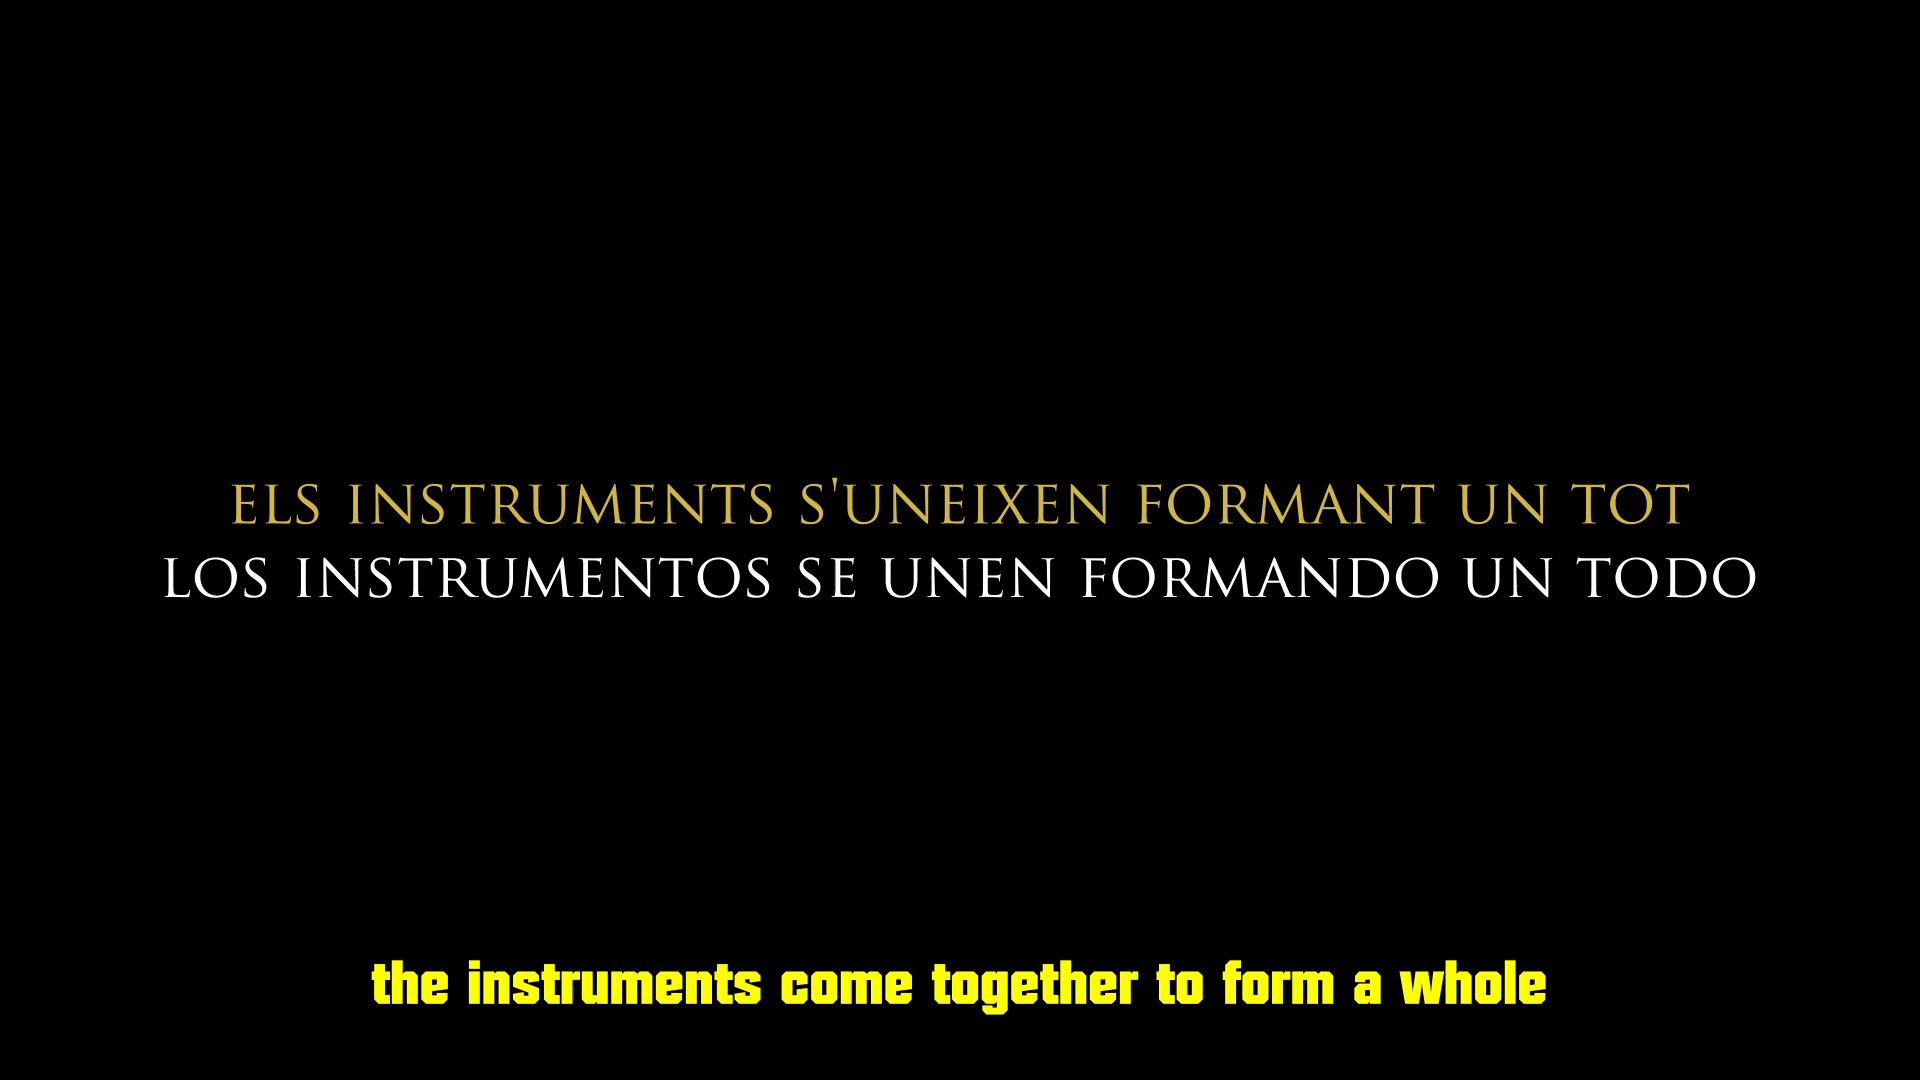 ELS INSTRUMENTS S'UNEIXEN FORMANT UN TOT
LOS INSTRUMENTOS SE UNEN FORMANDO UN TODO
the instruments come together to form a whole